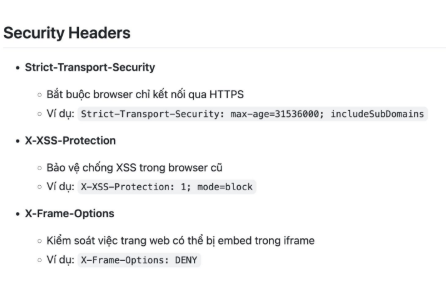 Security Headers
• Strict-Transport-Security
◦ Bắt buộc browser chỉ kết nối qua HTTPS
◦ Ví dụ: Strict-Transport-Security: max-age=31536000; includeSubDomains
• X-XSS-Protection
◦ Bảo vệ chống XSS trong browser cũ
◦ Ví dụ: X-XSS-Protection: 1; mode=block
• X-Frame-Options
◦ Kiểm soát việc trang web có thể bị embed trong iframe
◦ Ví dụ: X-Frame-Options: DENY